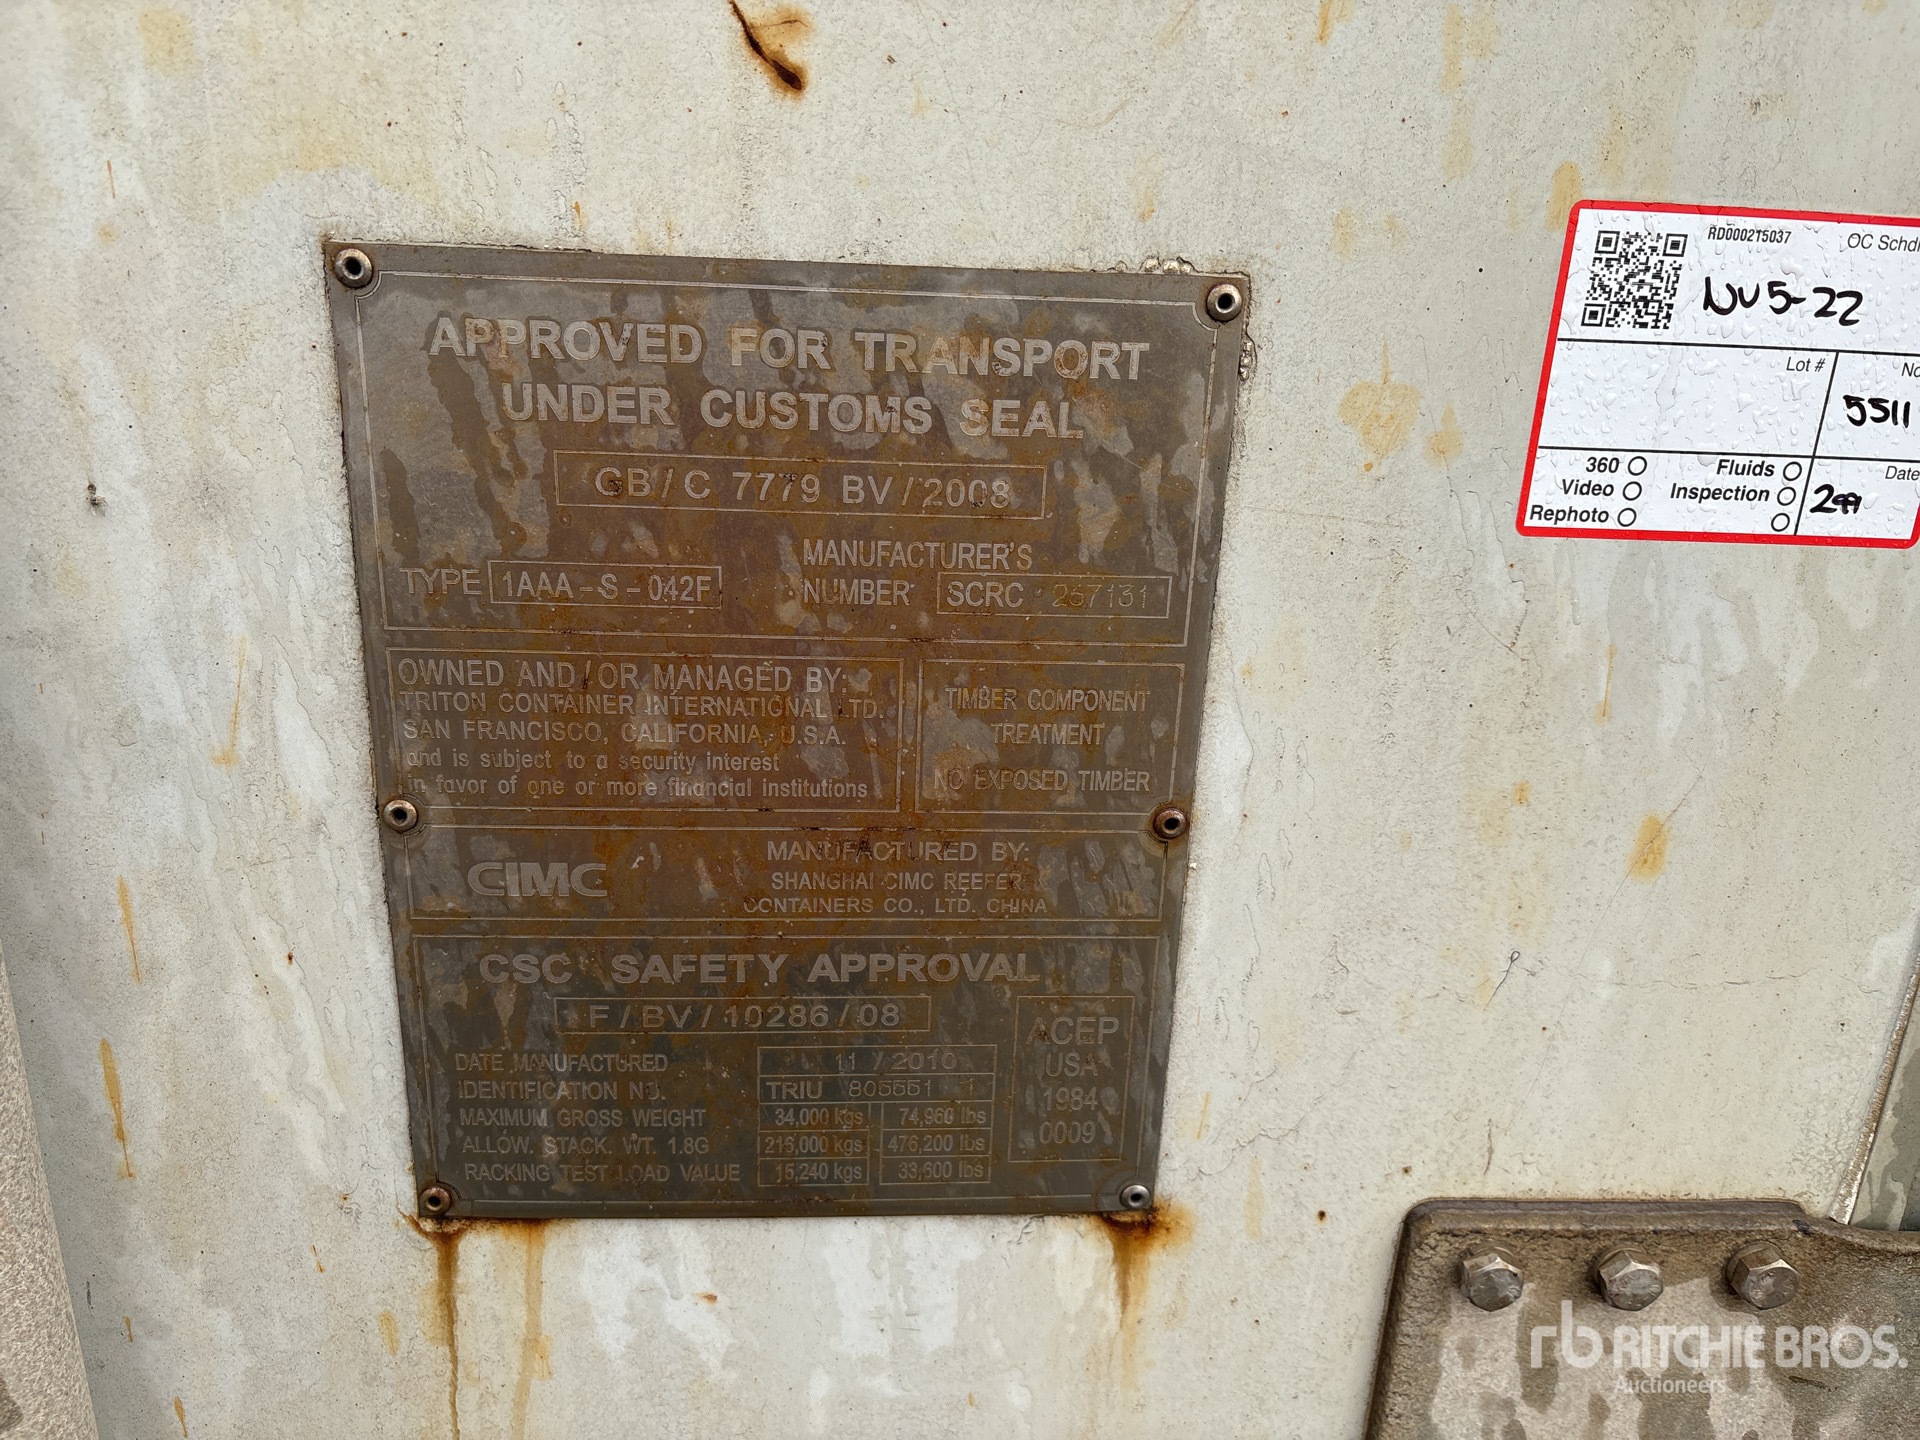 APPROVED FOR TRANSPORT
UNDER CUSTOMS SEAL
GB/C 7779 BV/2008
TYPE 1AAA-S-042F
MANUFACTURER'S
NUMBER SCRC 267131
OWNED AND/OR MANAGED BY:
TRITON CONTAINER INTERNATIONAL LTD.
SAN FRANCISCO, CALIFORNIA, U.S.A.
and is subject to a security interest
in favor of one or more financial institutions
TIMBER COMPONENT
TREATMENT
NO EXPOSED TIMBER
CIMC
MANUFACTURED BY:
SHANGHAI CIMC REEFER
CONTAINERS CO., LTD. CHINA
CSC SAFETY APPROVAL
F/BV/10286/08
DATE MANUFACTURED 11/2010
IDENTIFICATION NO. TRIU 805551 1
MAXIMUM GROSS WEIGHT 34,000 kgs 74,960 lbs
ALLOW. STACK. WT. 1.8G 216,000 kgs 476,200 lbs
RACKING TEST LOAD VALUE 15,240 kgs 33,600 lbs
ACEP
USA
1984
0009
RD000215037
OC Schdl
NV5-22
Lot #
No
5511
360
Video
Rephoto
Fluids
Inspection
Date
rb RITCHIE BROS.
Auctioneers